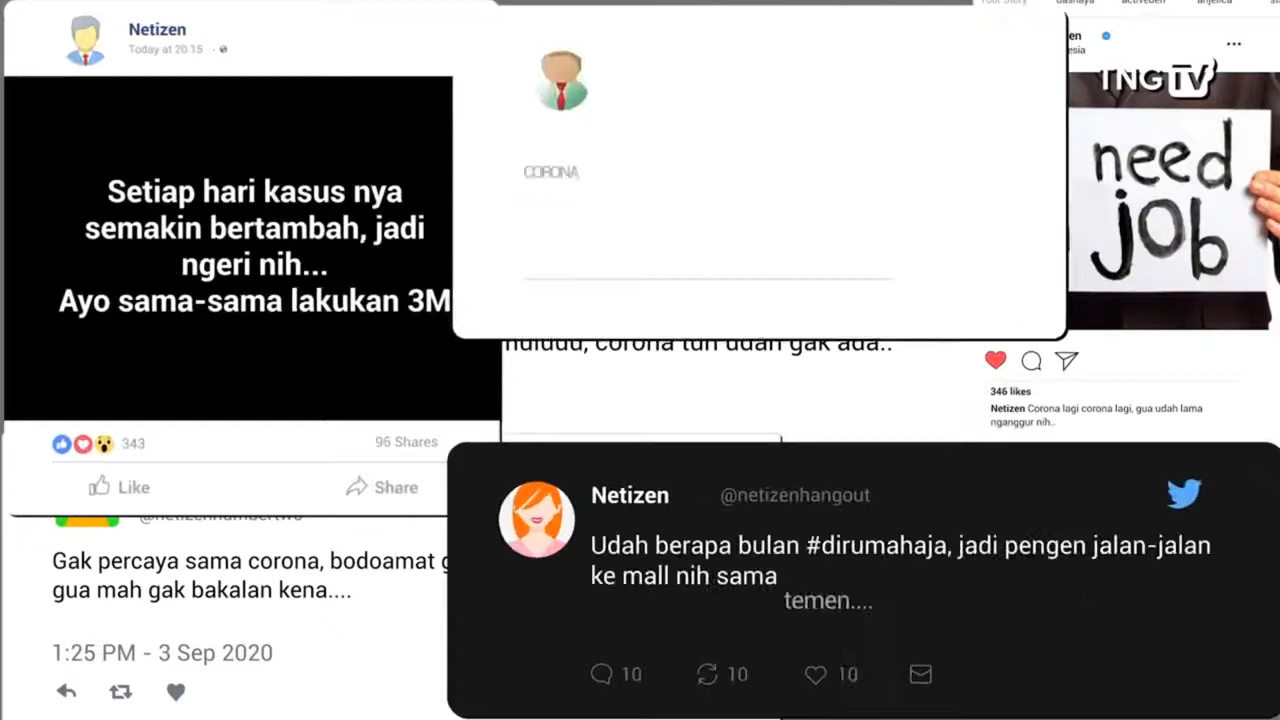 Netizen
Today at 20:15
Setiap hari kasus nya
semakin bertambah, jadi
ngeri nih...
Ayo sama-sama lakukan 3M
343
96 Shares
Like
Share
Gak percaya sama corona, bodoamat
gua mah gak bakalan kena....
1:25 PM - 3 Sep 2020
CORONA
corona tuh udah gak ada..
Your Story
TNGTV
need
job
346 likes
Netizen Corona lagi corona lagi, gua udah lama
nganggur nih..
Netizen
@netizenhangout
Udah berapa bulan #dirumahaja, jadi pengen jalan-jalan
ke mall nih sama
temen....
10
10
10